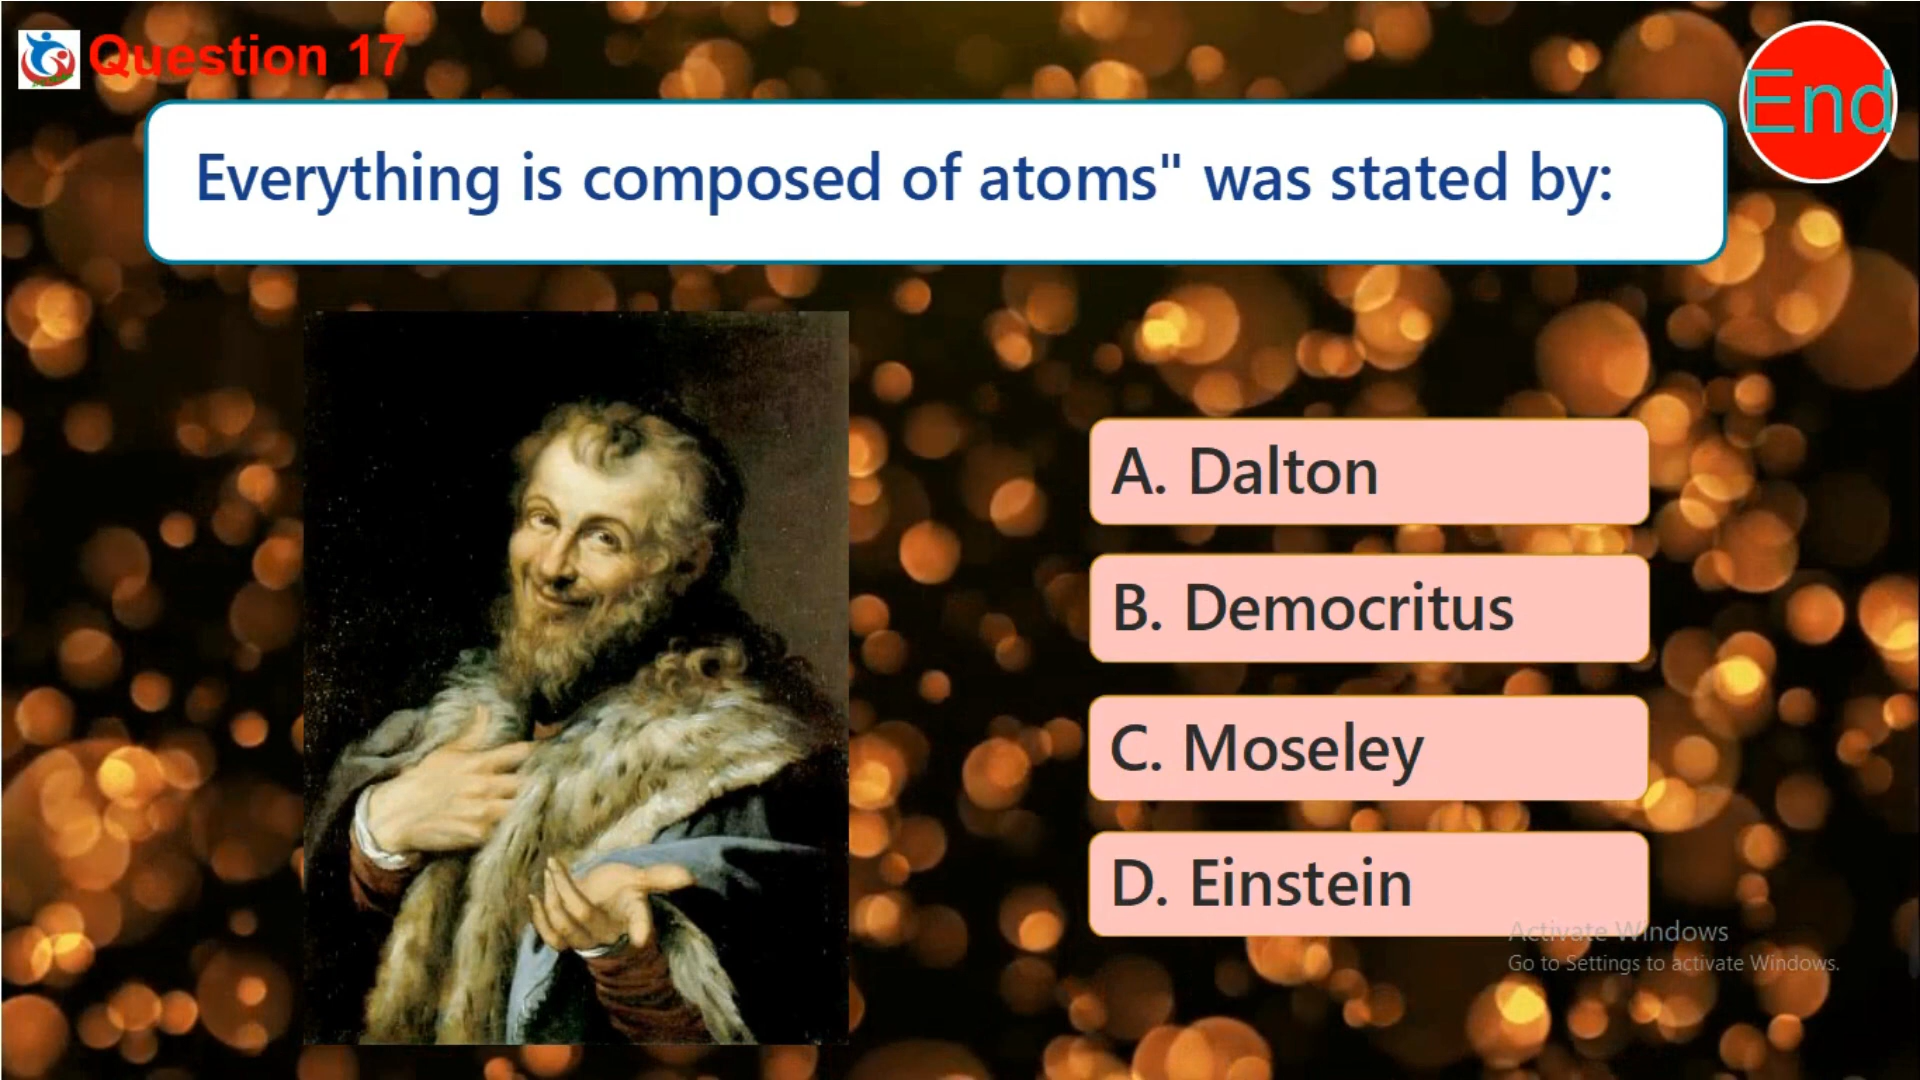 Question 17
End
Everything is composed of atoms" was stated by:
A. Dalton
B. Democritus
C. Moseley
D. Einstein
Activate Windows
Go to Settings to activate Windows.